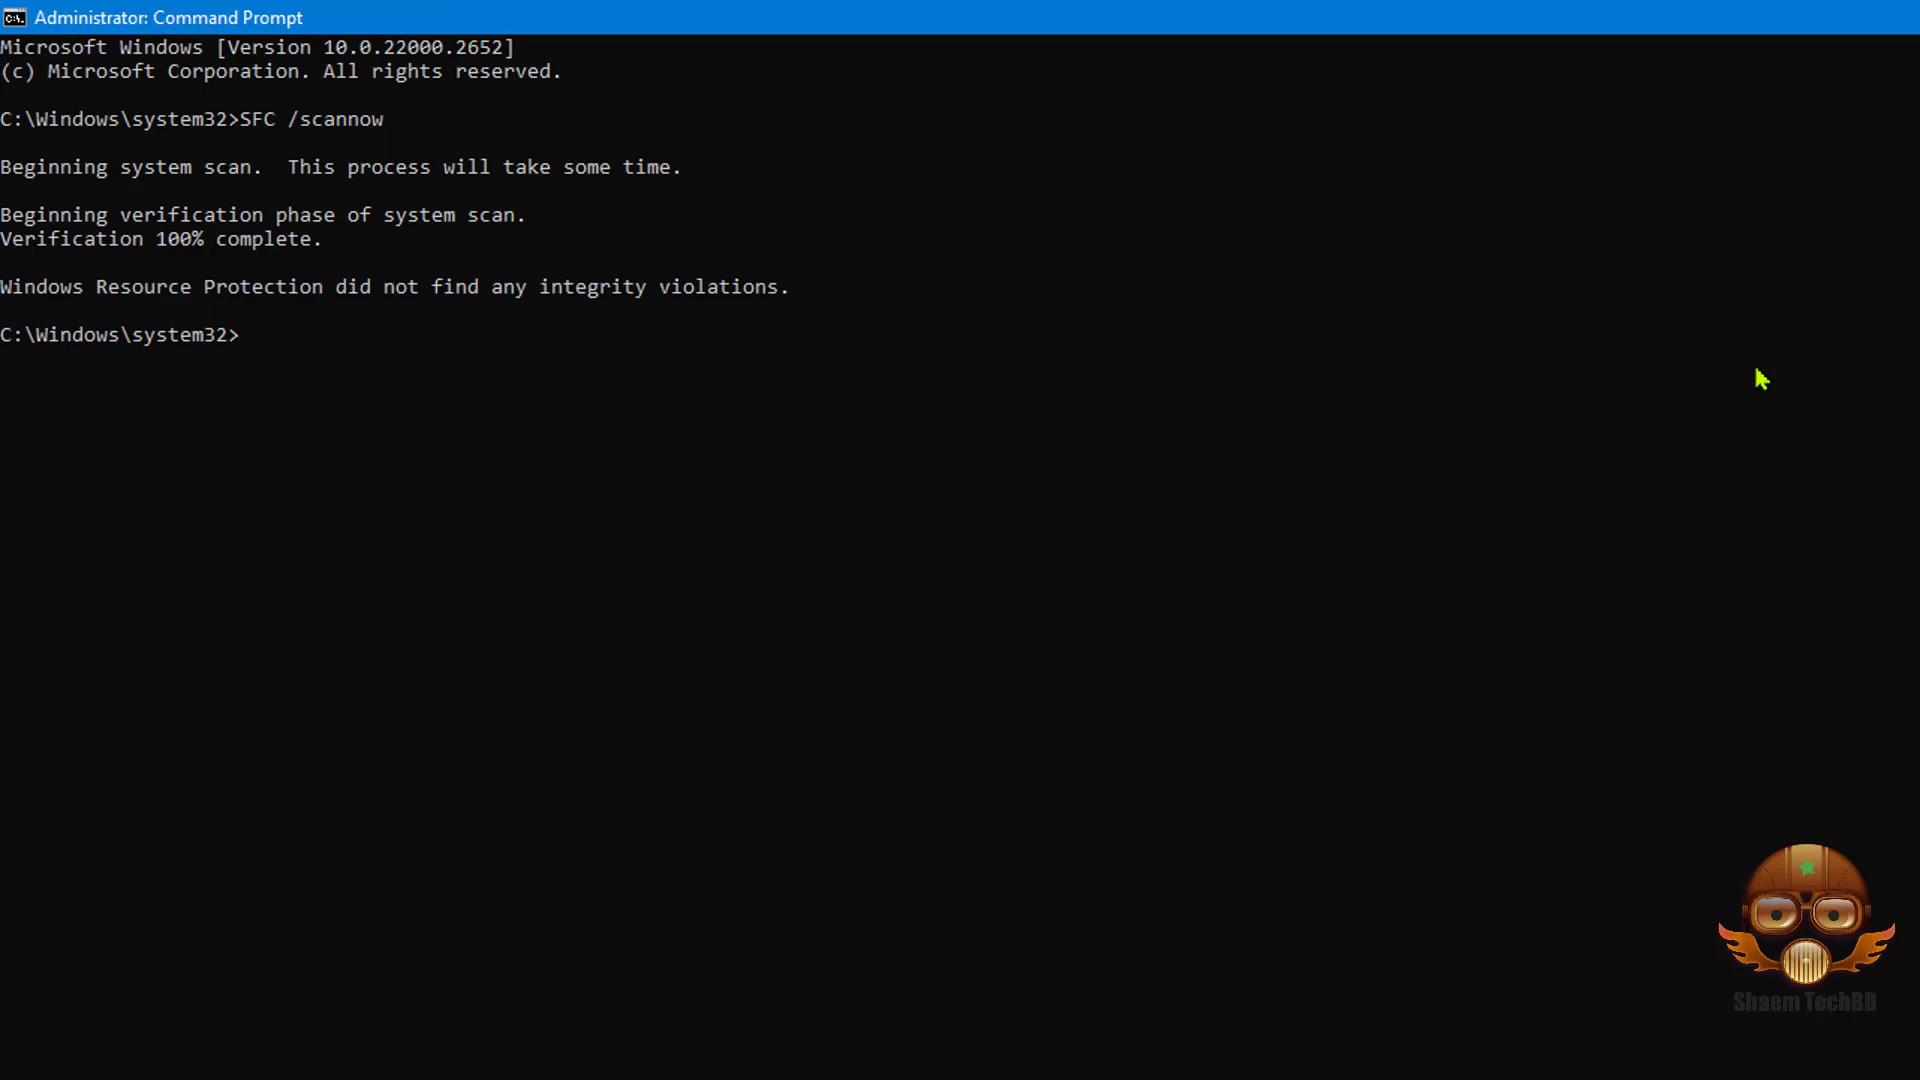 Administrator: Command Prompt
Microsoft Windows [Version 10.0.22000.2652]
(c) Microsoft Corporation. All rights reserved.
C:\Windows\system32>SFC /scannow
Beginning system scan.  This process will take some time.
Beginning verification phase of system scan.
Verification 100% complete.
Windows Resource Protection did not find any integrity violations.
C:\Windows\system32>
Shaem TechBD